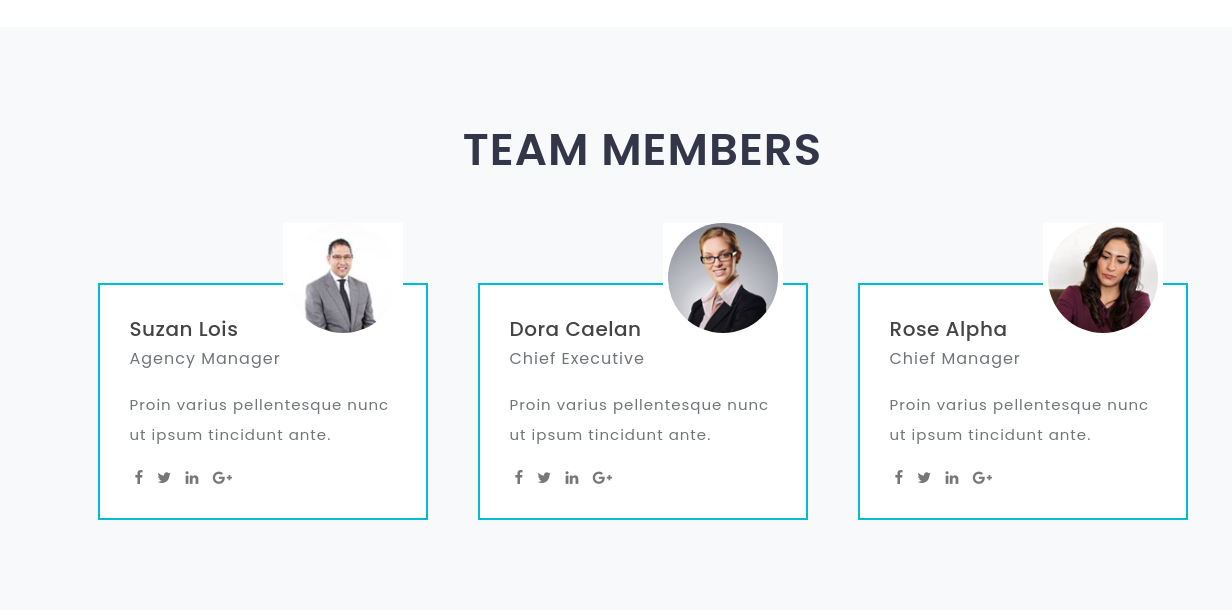 TEAM MEMBERS
Suzan Lois
Agency Manager
Proin varius pellentesque nunc
ut ipsum tincidunt ante.
Dora Caelan
Chief Executive
Proin varius pellentesque nunc
ut ipsum tincidunt ante.
Rose Alpha
Chief Manager
Proin varius pellentesque nunc
ut ipsum tincidunt ante.